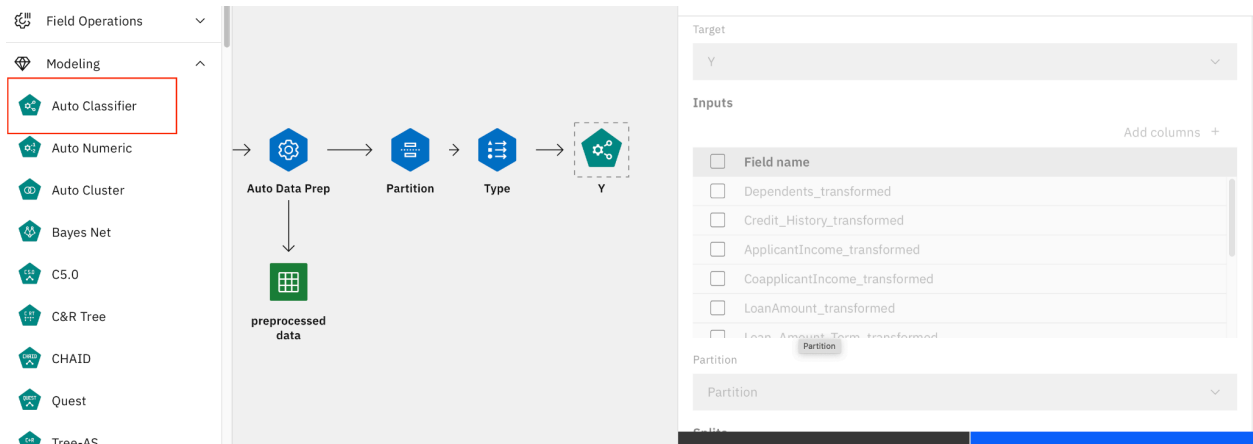 Field Operations
Modeling
Auto Classifier
Auto Numeric
Auto Cluster
Bayes Net
C5.0
C&R Tree
CHAID
Quest
Tree-AS
Auto Data Prep
Partition
Type
Y
preprocessed
data
Target
Y
Inputs
Add columns +
Field name
Dependents_transformed
Credit_History_transformed
ApplicantIncome_transformed
CoapplicantIncome_transformed
LoanAmount_transformed
Loan_Amount_Term_transformed
Partition
Partition
Partition
Splits